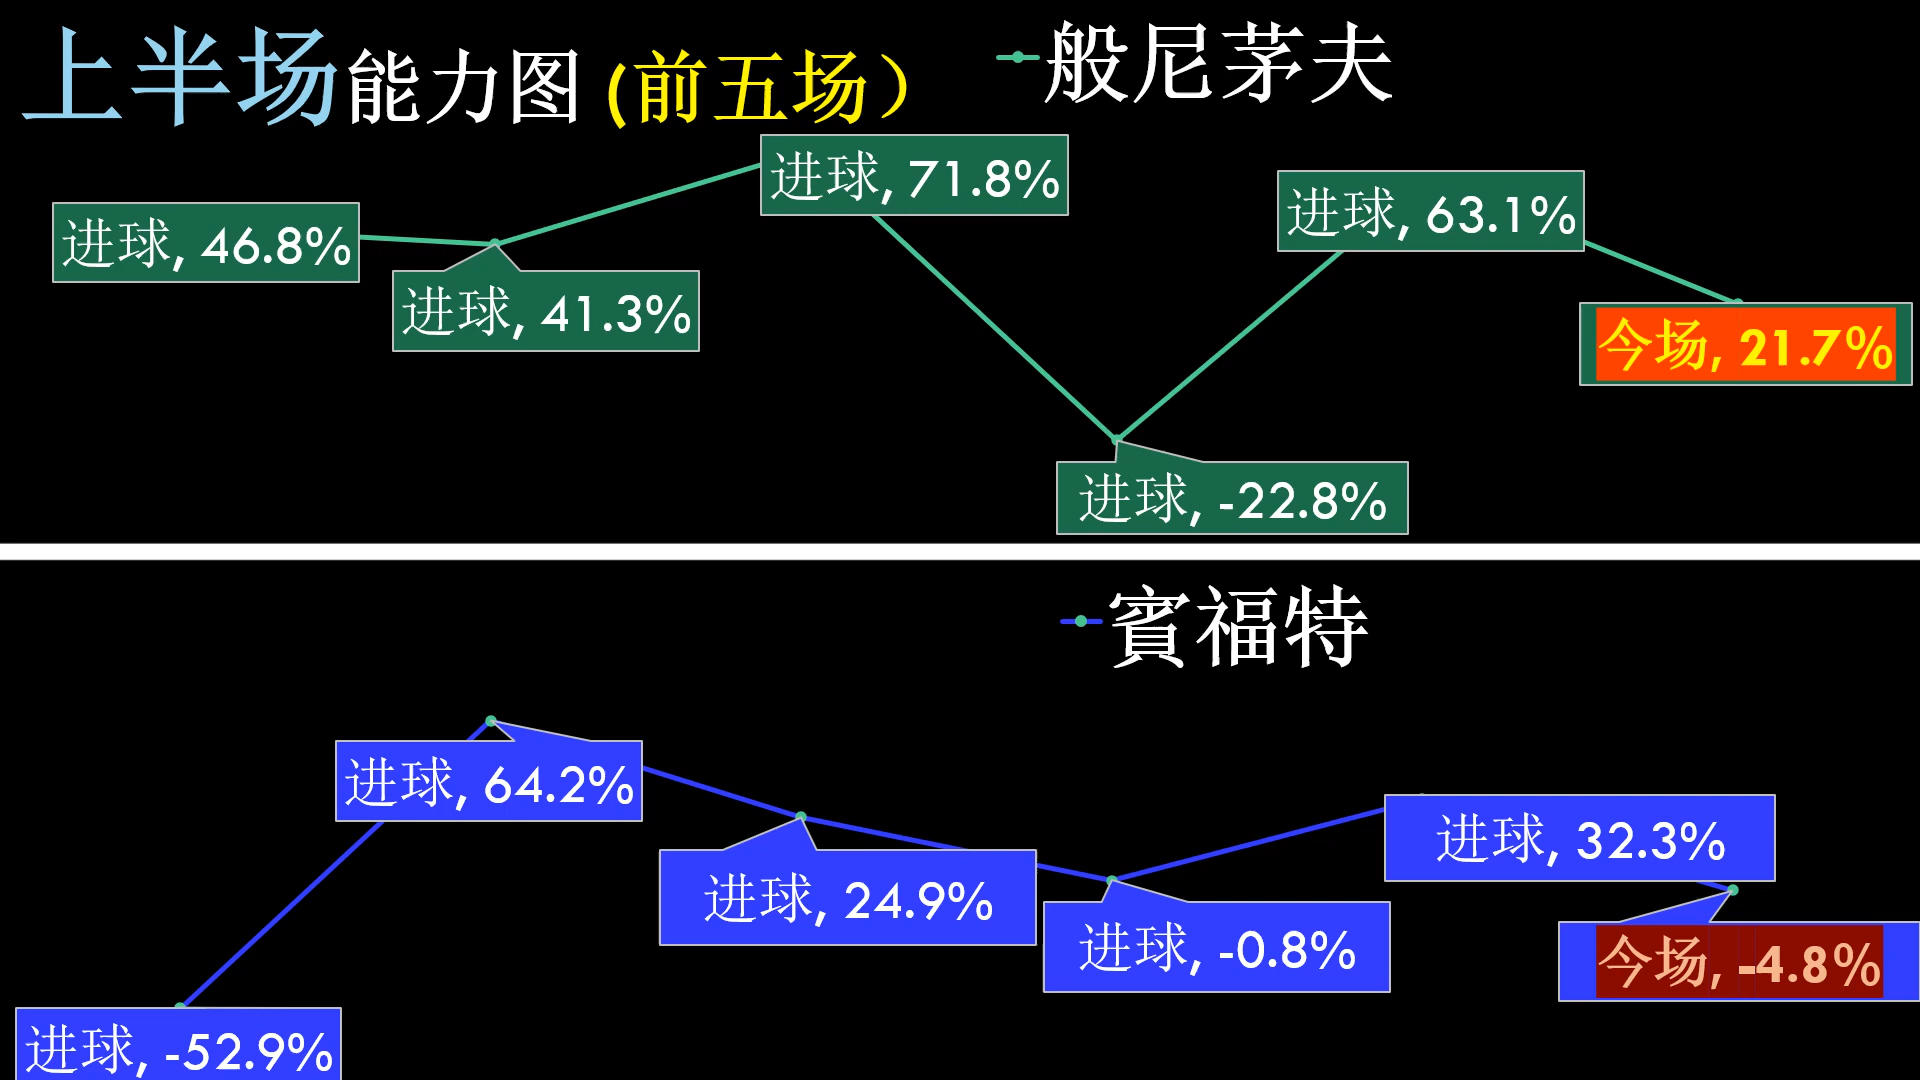 上半场能力图 (前五场）
般尼茅夫
进球, 46.8%
进球, 41.3%
进球, 71.8%
进球, -22.8%
进球, 63.1%
今场, 21.7%
賓福特
进球, -52.9%
进球, 64.2%
进球, 24.9%
进球, -0.8%
进球, 32.3%
今场, -4.8%